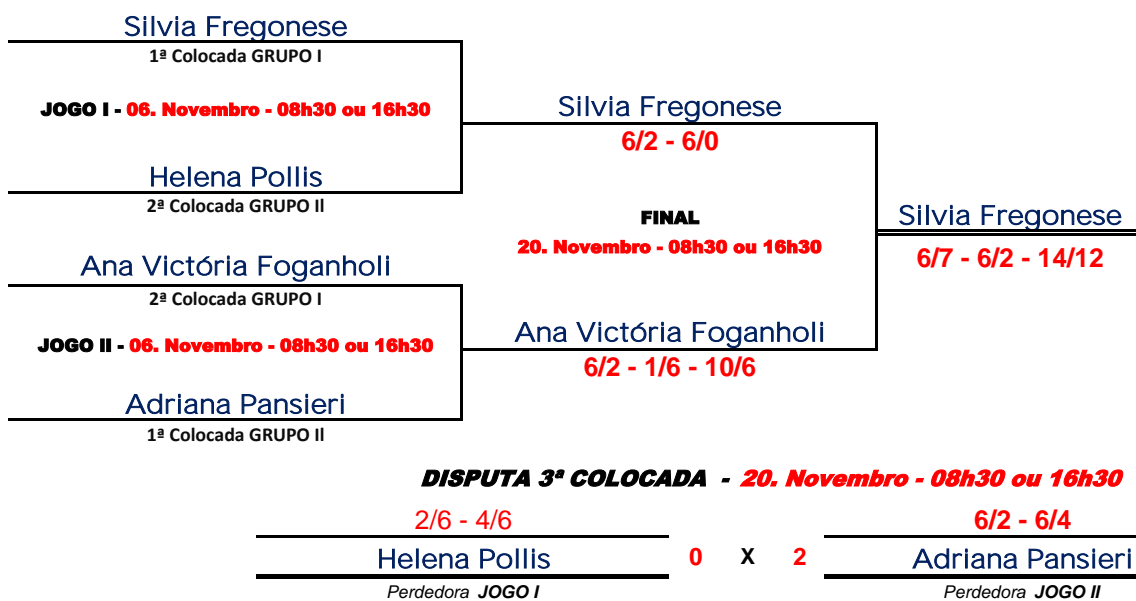 Silvia Fregonese
1ª Colocada GRUPO I
JOGO I - 06. Novembro - 08h30 ou 16h30
Helena Pollis
2ª Colocada GRUPO Il
Ana Victória Foganholi
2ª Colocada GRUPO I
JOGO II - 06. Novembro - 08h30 ou 16h30
Adriana Pansieri
1ª Colocada GRUPO Il
Silvia Fregonese
6/2 - 6/0
FINAL
20. Novembro - 08h30 ou 16h30
Ana Victória Foganholi
6/2 - 1/6 - 10/6
Silvia Fregonese
6/7 - 6/2 - 14/12
DISPUTA 3ª COLOCADA - 20. Novembro - 08h30 ou 16h30
2/6 - 4/6
6/2 - 6/4
Helena Pollis 0 X 2 Adriana Pansieri
Perdedora JOGO I
Perdedora JOGO II